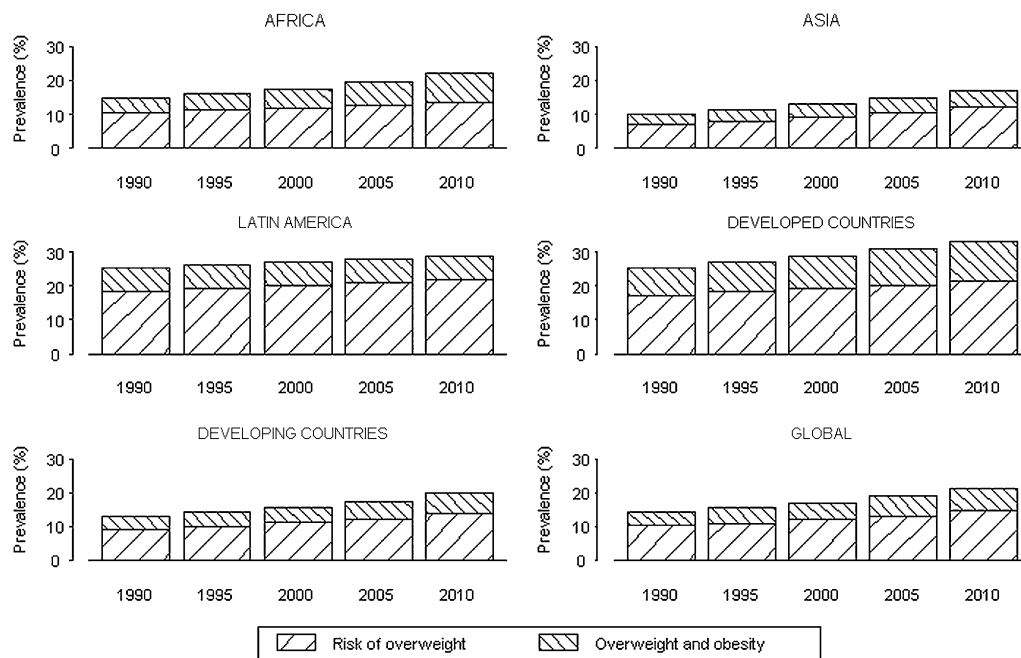 AFRICA
Prevalence (%)
30
20
10
0
1990 1995 2000 2005 2010
ASIA
Prevalence (%)
30
20
10
0
1990 1995 2000 2005 2010
LATIN AMERICA
Prevalence (%)
30
20
10
0
1990 1995 2000 2005 2010
DEVELOPED COUNTRIES
Prevalence (%)
30
20
10
0
1990 1995 2000 2005 2010
DEVELOPING COUNTRIES
Prevalence (%)
30
20
10
0
1990 1995 2000 2005 2010
GLOBAL
Prevalence (%)
30
20
10
0
1990 1995 2000 2005 2010
Risk of overweight Overweight and obesity